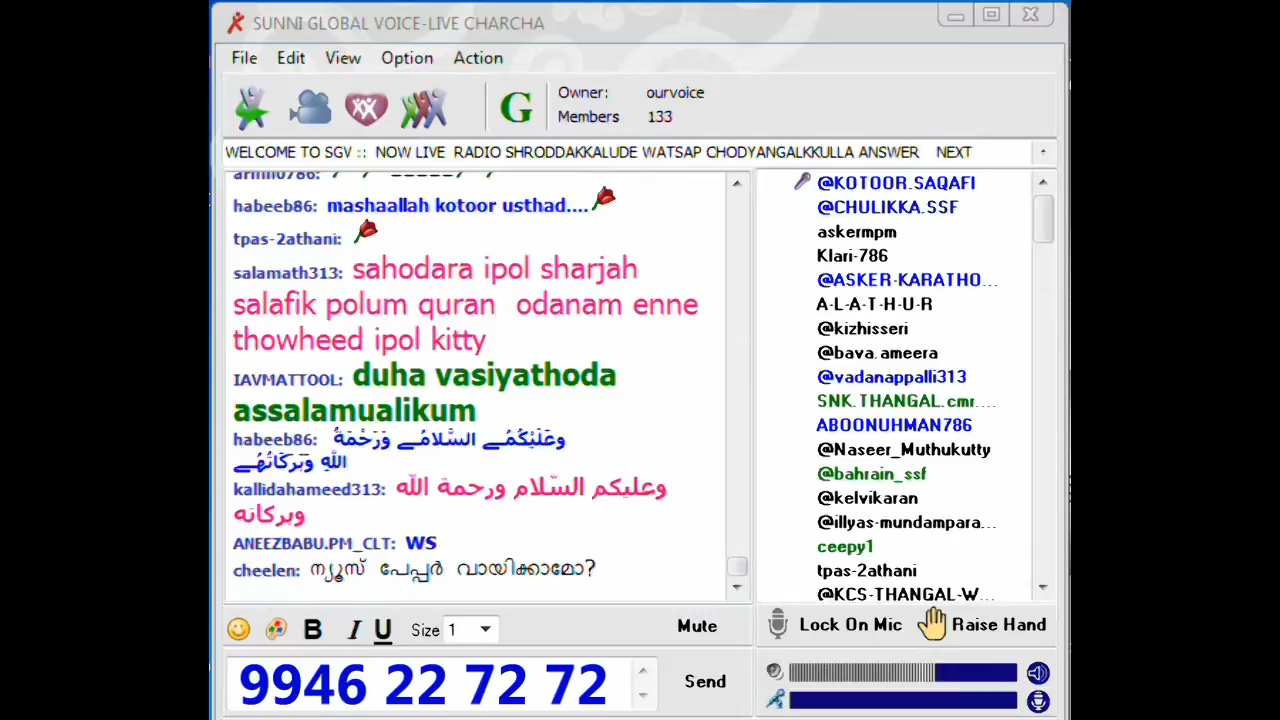 SUNNI GLOBAL VOICE-LIVE CHARCHA
File Edit View Option Action
G
Owner: ourvoice
Members 133
WELCOME TO SGV :: NOW LIVE RADIO SHRODDAKKALUDE WATSAP CHODYANGALKKULLA ANSWER NEXT
habeeb86: mashaallah kotoor usthad....
tpas-2athani:
salamath313: sahodara ipol sharjah
salafik polum quran odanam enne
thowheed ipol kitty
IAVMATTOOL: duha vasiyathoda
assalamualikum
habeeb86: وَعَلَيْكُمُے السَّلامُے وَرَحْمَةُ
اللهِ وَبَرَكَاتُهُے
kallidahameed313: وعليكم السّلام ورحمة الله
وبركاته
ANEEZBABU.PM_CLT: WS
cheelen: ന്യൂസ് പേപ്പർ വായിക്കാമോ?
@KOTOOR.SAQAFI
@CHULIKKA.SSF
askermpm
Klari-786
@ASKER-KARATHO...
A-L-A-T-H-U-R
@kizhisseri
@bava.ameera
@vadanappalli313
SNK.THANGAL.cmr....
ABOONUHMAN786
@Naseer_Muthukutty
@bahrain_ssf
@kelvikaran
@illyas-mundampara...
ceepy1
tpas-2athani
@KCS-THANGAL-W...
B I U Size 1 Mute
Lock On Mic Raise Hand
9946 22 72 72 Send